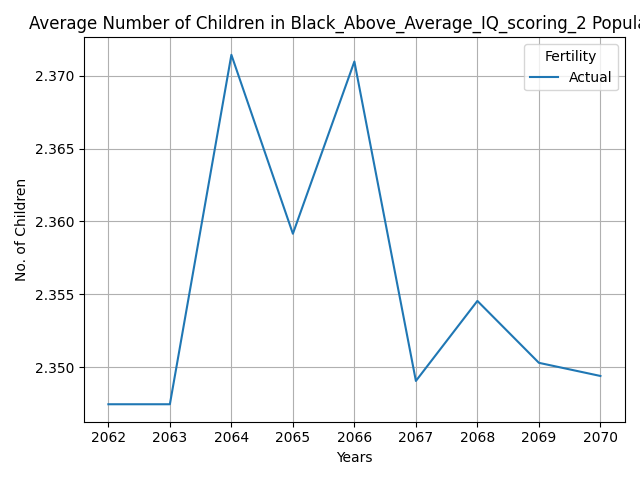 Average Number of Children in Black_Above_Average_IQ_scoring_2 Popula
Fertility
Actual
2.370
2.365
2.360
2.355
2.350
No. of Children
2062 2063 2064 2065 2066 2067 2068 2069 2070
Years